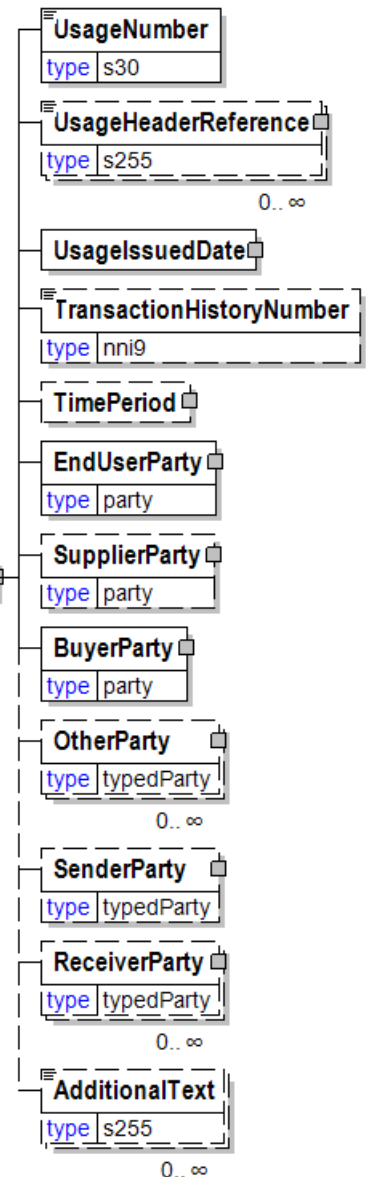 UsageNumber
type s30
UsageHeaderReference
type s255
0.. ∞
UsageIssuedDate
TransactionHistoryNumber
type nni9
TimePeriod
EndUserParty
type party
SupplierParty
type party
BuyerParty
type party
OtherParty
type typedParty
0.. ∞
SenderParty
type typedParty
ReceiverParty
type typedParty
0.. ∞
AdditionalText
type s255
0.. ∞